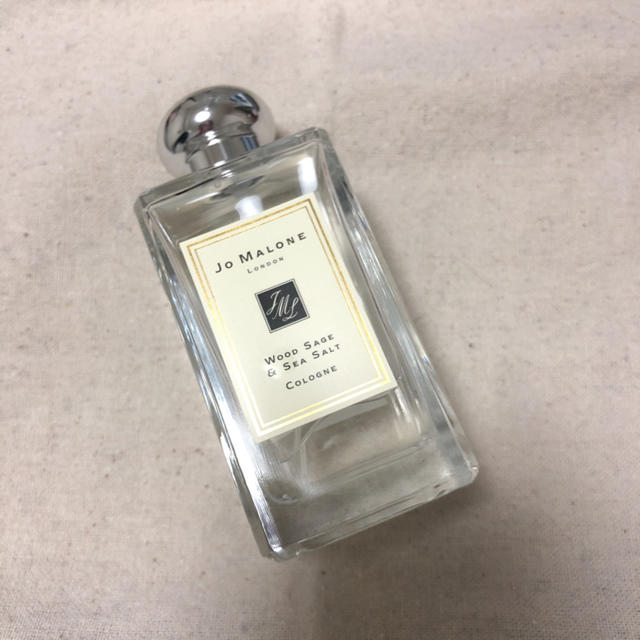 Jo Malone
London
JML
Wood Sage
& Sea Salt
Cologne